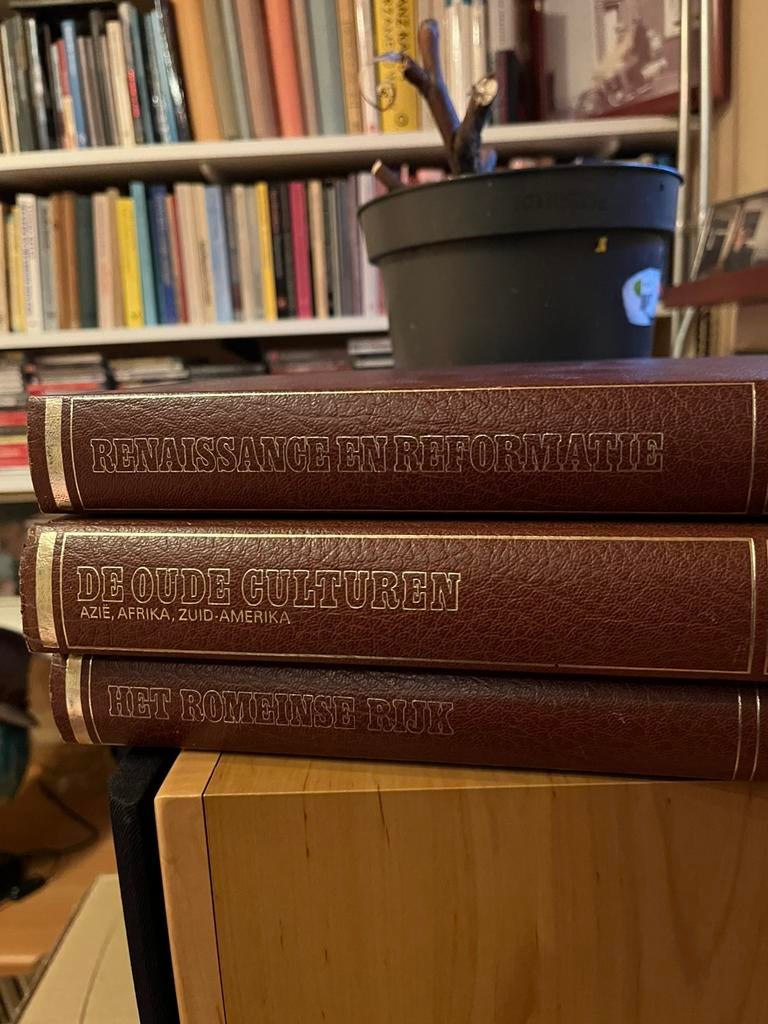 RENAISSANCE EN REFORMATIE
DE OUDE CULTUREN
AZIË, AFRIKA, ZUID-AMERIKA
HET ROMEINSE RIJK